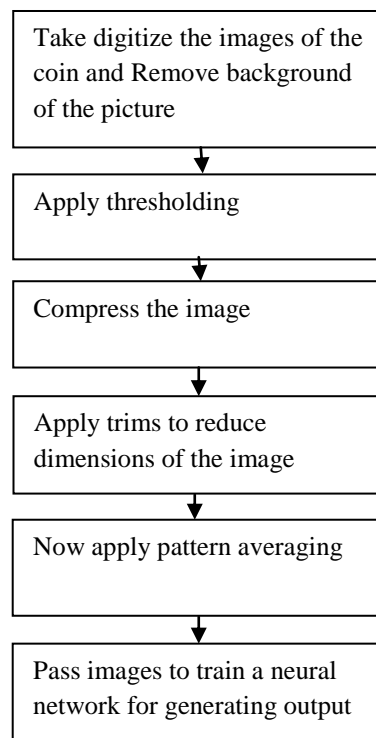 Take digitize the images of the
coin and Remove background
of the picture
Apply thresholding
Compress the image
Apply trims to reduce
dimensions of the image
Now apply pattern averaging
Pass images to train a neural
network for generating output